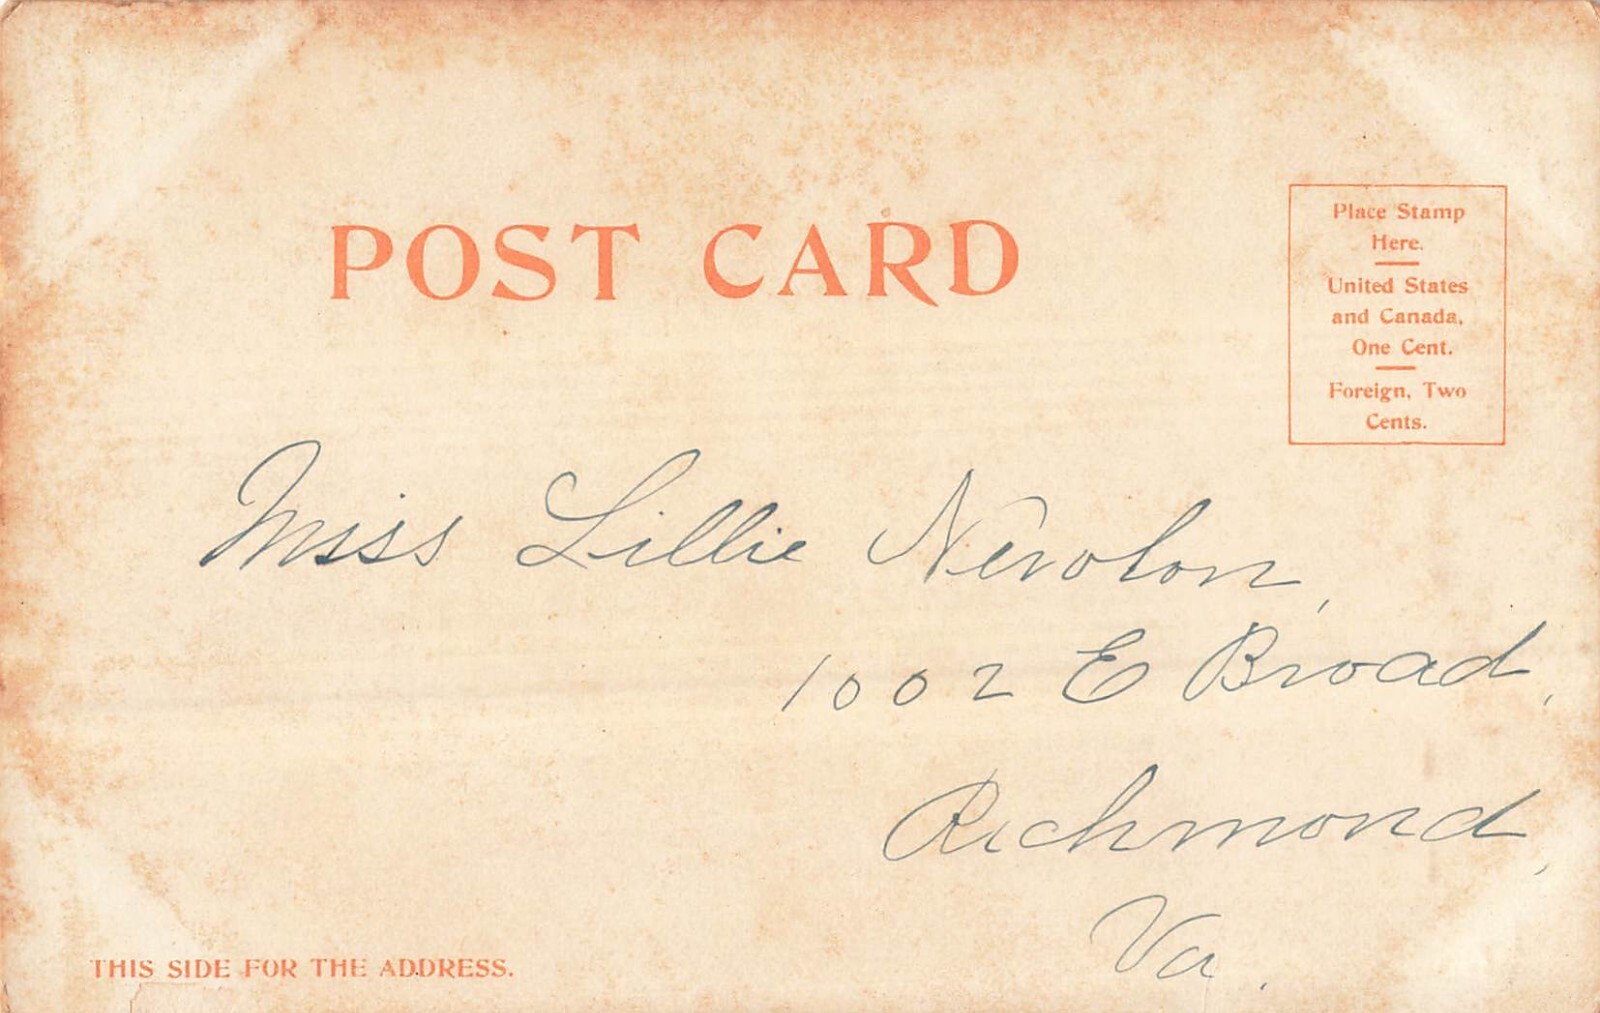 POST CARD
Place Stamp
Here.
United States
and Canada,
One Cent.
Foreign, Two
Cents.
Miss Lillie Newton,
1002 E Broad,
Richmond,
Va.
THIS SIDE FOR THE ADDRESS.